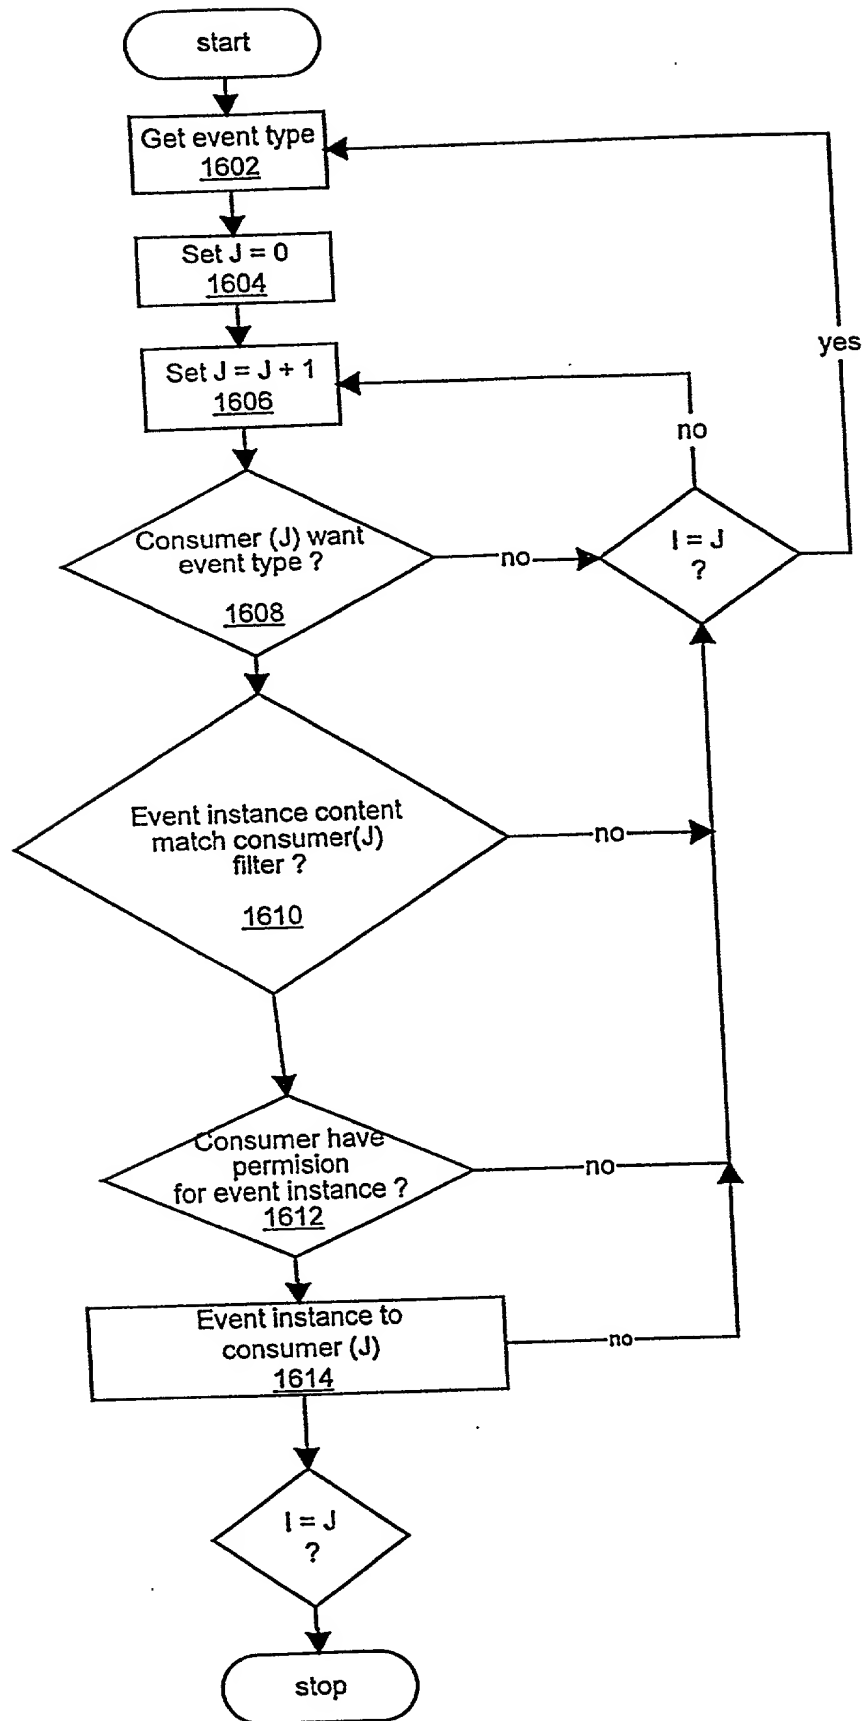 start
Get event type
1602
Set J = 0
1604
Set J = J + 1
1606
yes
no
Consumer (J) want
event type ?
1608
no
I = J
?
Event instance content
match consumer(J)
filter ?
1610
no
Consumer have
permision
for event instance ?
1612
no
Event instance to
consumer (J)
1614
no
I = J
?
stop